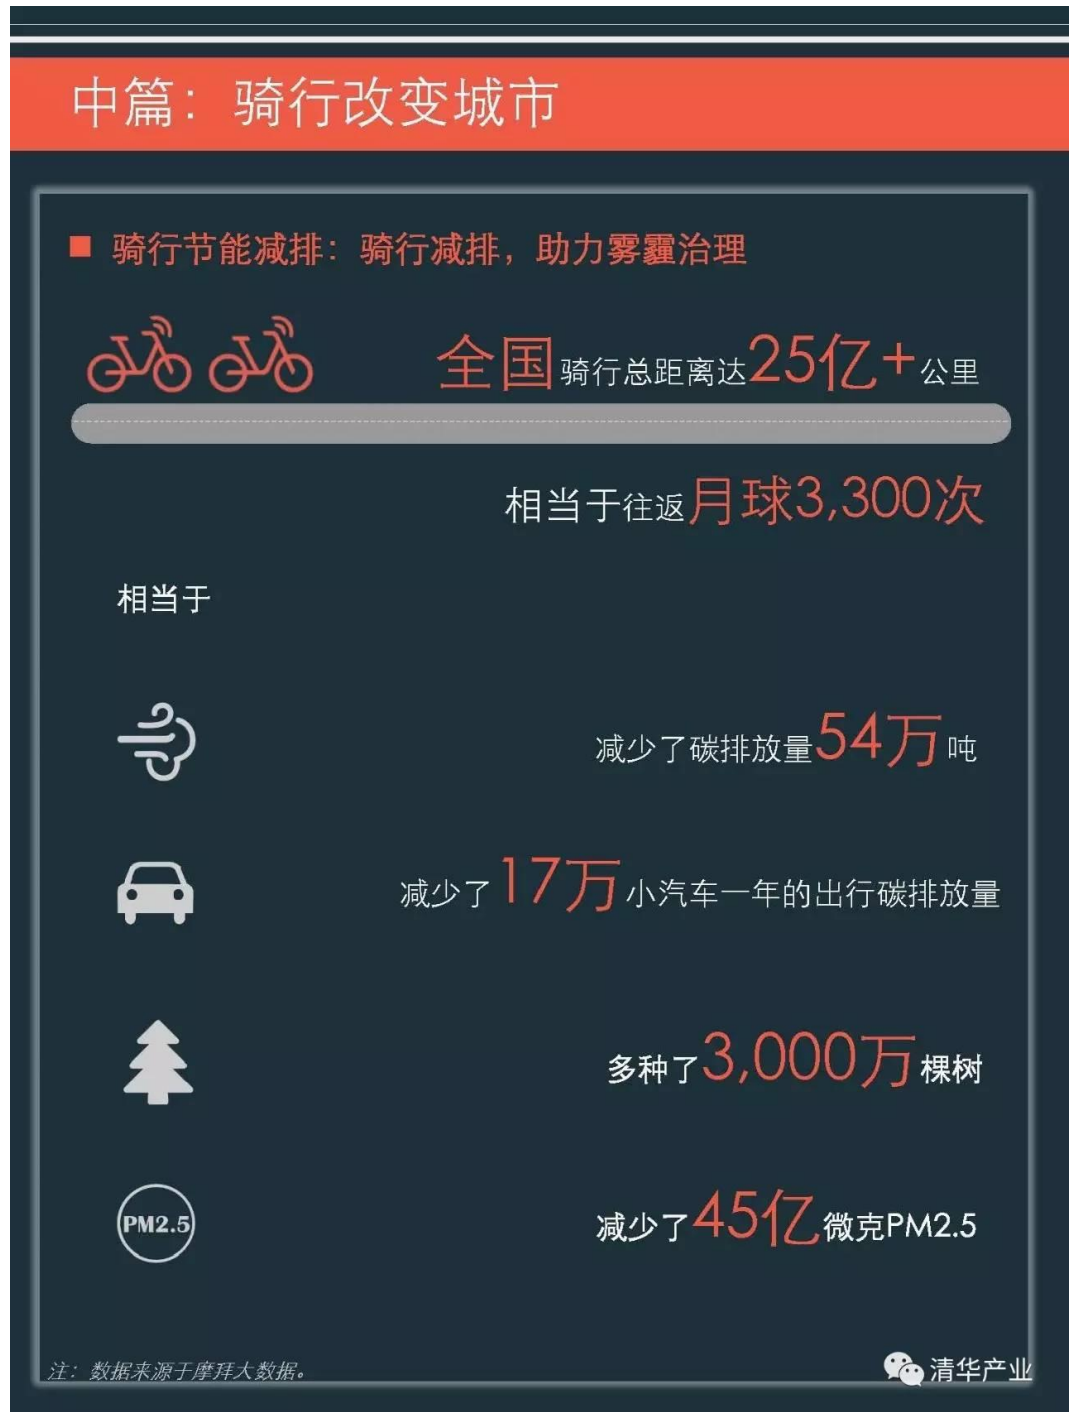 中篇：骑行改变城市
骑行节能减排：骑行减排，助力雾霾治理
全国骑行总距离达25亿+公里
相当于往返月球3,300次
相当于
减少了碳排放量54万吨
减少了17万小汽车一年的出行碳排放量
多种了3,000万棵树
PM2.5
减少了45亿微克PM2.5
注：数据来源于摩拜大数据。
清华产业